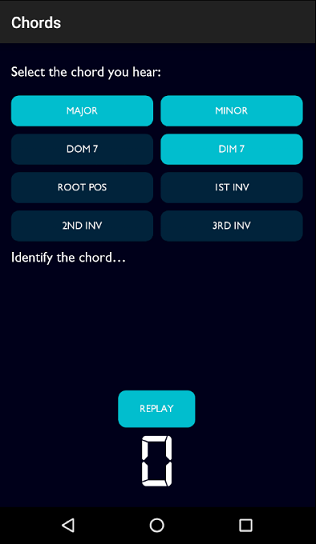 Chords
Select the chord you hear:
MAJOR
MINOR
DOM 7
DIM 7
ROOT POS
1ST INV
2ND INV
3RD INV
Identify the chord...
REPLAY
0